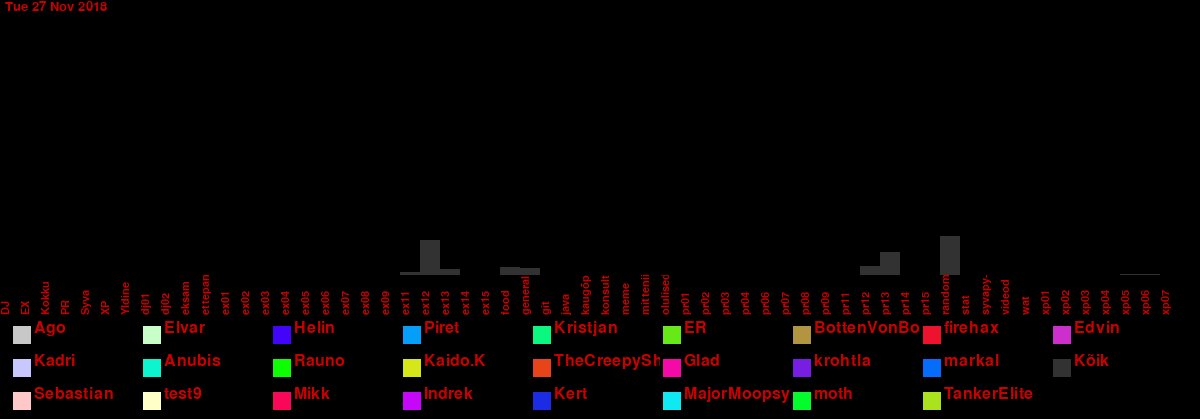 Tue 27 Nov 2018
DJ
EX
Kokku
PR
Syva
XP
Yldine
dj01
dj02
eksam
ettepan
ex01
ex02
ex03
ex04
ex05
ex06
ex07
ex08
ex09
ex11
ex12
ex13
ex14
ex15
food
general
git
java
kaugõp
konsult
meme
mittenii
olulised
pr01
pr02
pr03
pr04
pr06
pr07
pr08
pr09
pr11
pr12
pr13
pr14
pr15
random
stat
syvapy-
videod
wat
xp01
xp02
xp03
xp04
xp05
xp06
xp07
Ago Elvar Helin Piret Kristjan ER BottenVonBo firehax Edvin
Kadri Anubis Rauno Kaido.K TheCreepySh Glad krohtla markal Kõik
Sebastian test9 Mikk Indrek Kert MajorMoopsy moth TankerElite